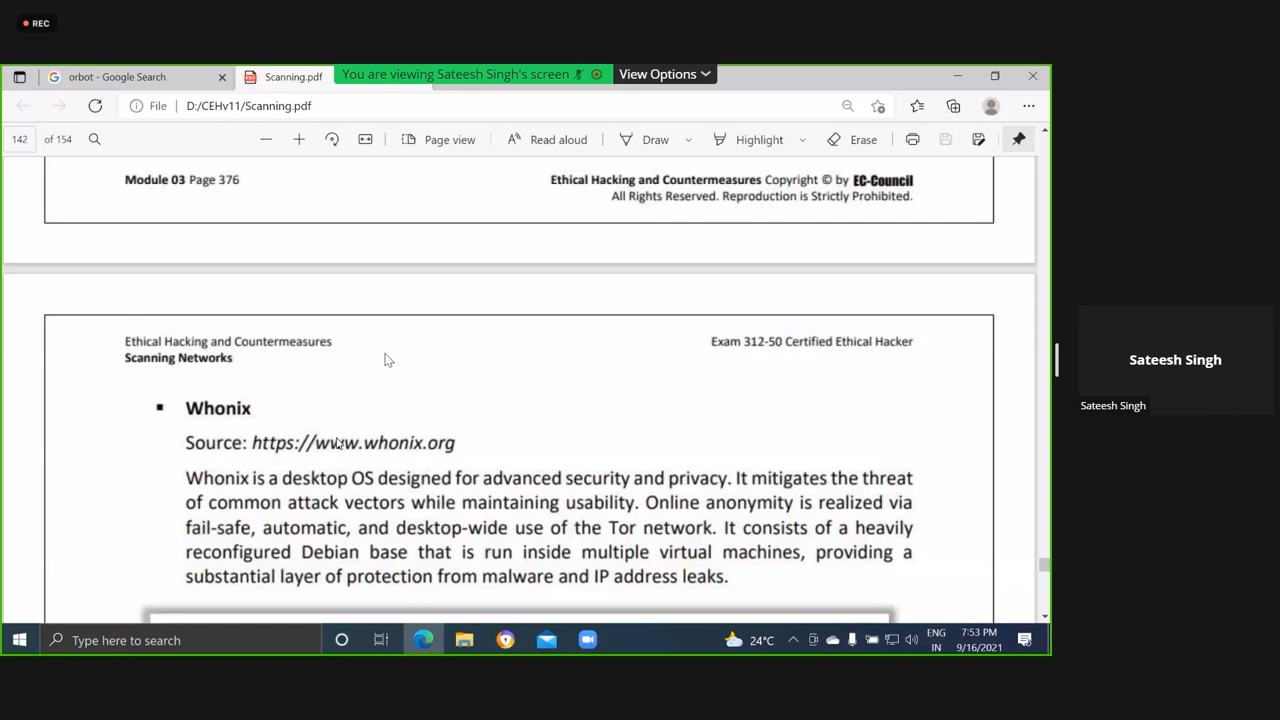 REC
orbot - Google Search
Scanning.pdf
You are viewing Sateesh Singh's screen
View Options
File
D:/CEHv11/Scanning.pdf
142 of 154
Page view
Read aloud
Draw
Highlight
Erase
Module 03 Page 376
Ethical Hacking and Countermeasures Copyright © by EC-Council
All Rights Reserved. Reproduction is Strictly Prohibited.
Ethical Hacking and Countermeasures
Exam 312-50 Certified Ethical Hacker
Scanning Networks
▪ Whonix
Source: https://www.whonix.org
Whonix is a desktop OS designed for advanced security and privacy. It mitigates the threat
of common attack vectors while maintaining usability. Online anonymity is realized via
fail-safe, automatic, and desktop-wide use of the Tor network. It consists of a heavily
reconfigured Debian base that is run inside multiple virtual machines, providing a
substantial layer of protection from malware and IP address leaks.
Sateesh Singh
Sateesh Singh
Type here to search
24°C
ENG
IN
7:53 PM
9/16/2021